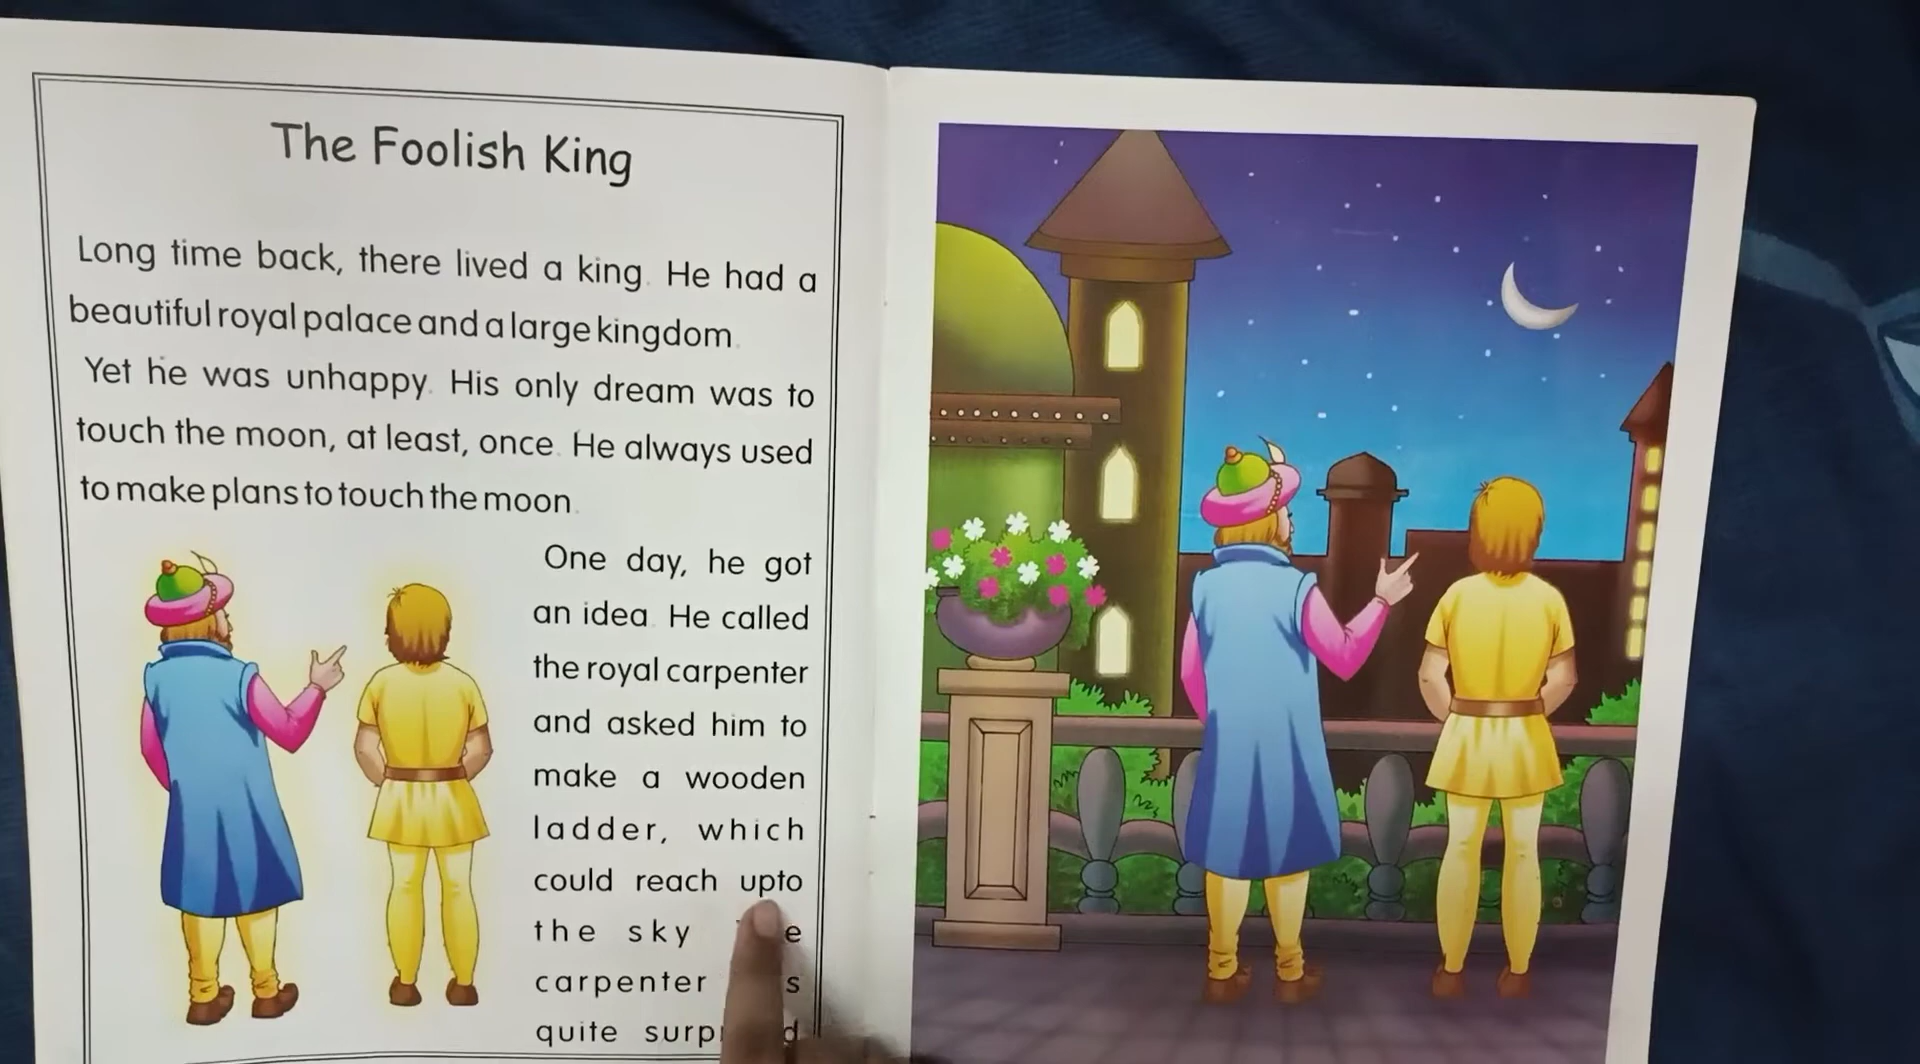 The Foolish King
Long time back, there lived a king. He had a
beautiful royal palace and a large kingdom.
Yet he was unhappy. His only dream was to
touch the moon, at least, once. He always used
to make plans to touch the moon.
One day, he got
an idea. He called
the royal carpenter
and asked him to
make a wooden
ladder, which
could reach upto
the sky
carpenter
quite